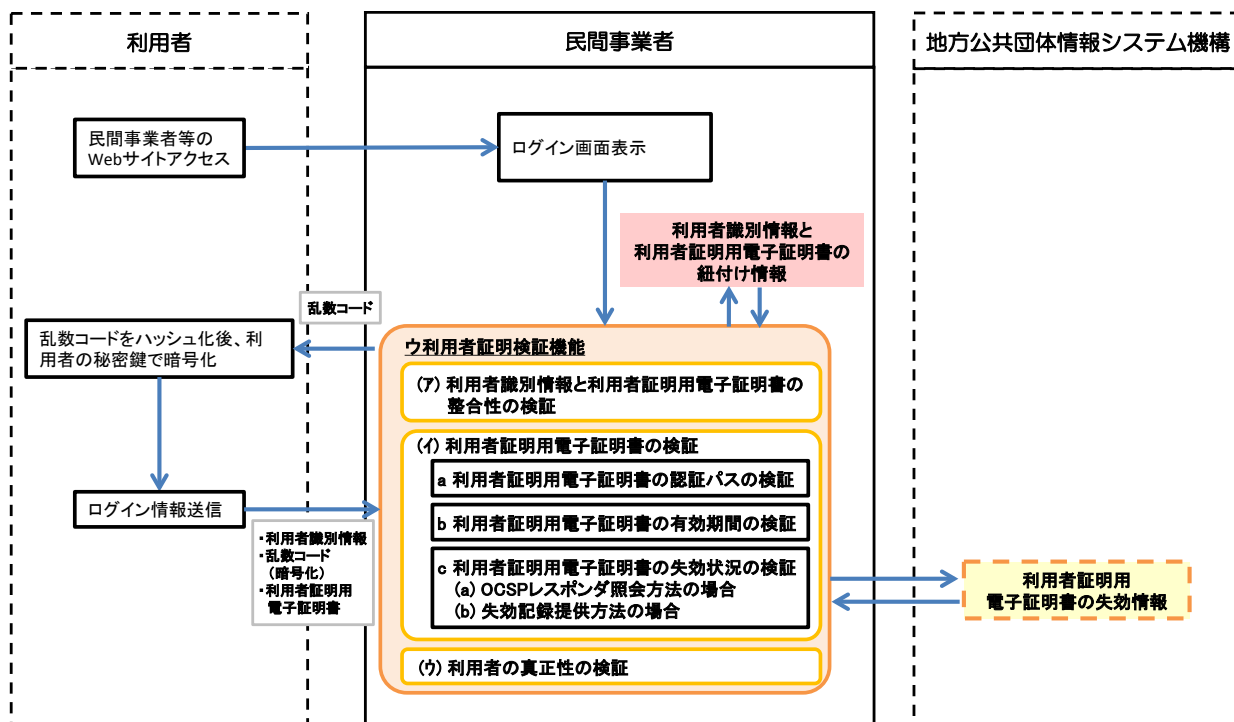 利用者
民間事業者
地方公共団体情報システム機構
民間事業者等の
Webサイトアクセス
ログイン画面表示
利用者識別情報と
利用者証明用電子証明書の
紐付け情報
乱数コード
乱数コードをハッシュ化後、利
用者の秘密鍵で暗号化
ウ利用者証明検証機能
(ア) 利用者識別情報と利用者証明用電子証明書の
整合性の検証
(イ) 利用者証明用電子証明書の検証
a 利用者証明用電子証明書の認証パスの検証
ログイン情報送信
b 利用者証明用電子証明書の有効期間の検証
・利用者識別情報
・乱数コード
(暗号化)
・利用者証明用
電子証明書
c 利用者証明用電子証明書の失効状況の検証
(a) OCSPレスポンダ照会方法の場合
(b) 失効記録提供方法の場合
利用者証明用
電子証明書の失効情報
(ウ) 利用者の真正性の検証